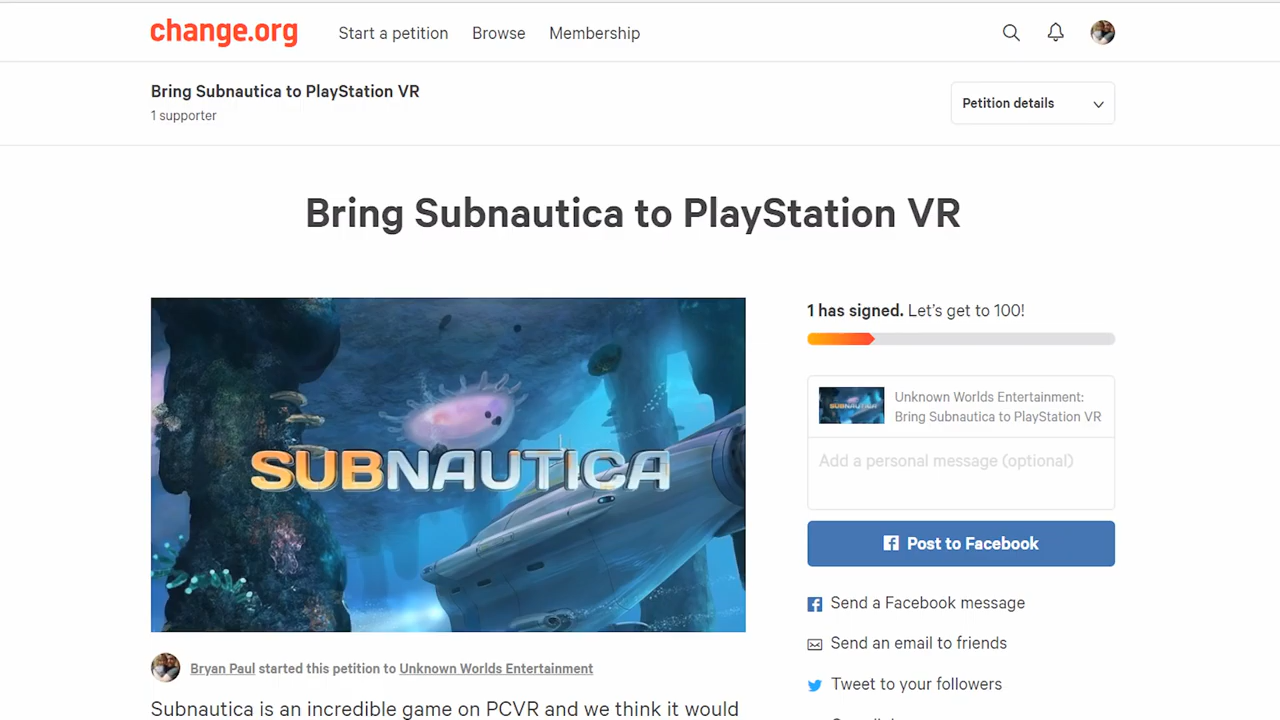 change.org Start a petition Browse Membership
Bring Subnautica to PlayStation VR
1 supporter
Petition details
Bring Subnautica to PlayStation VR
SUBNAUTICA
Bryan Paul started this petition to Unknown Worlds Entertainment
Subnautica is an incredible game on PCVR and we think it would
1 has signed. Let's get to 100!
SUBNAUTICA
Unknown Worlds Entertainment:
Bring Subnautica to PlayStation VR
Add a personal message (optional)
Post to Facebook
Send a Facebook message
Send an email to friends
Tweet to your followers